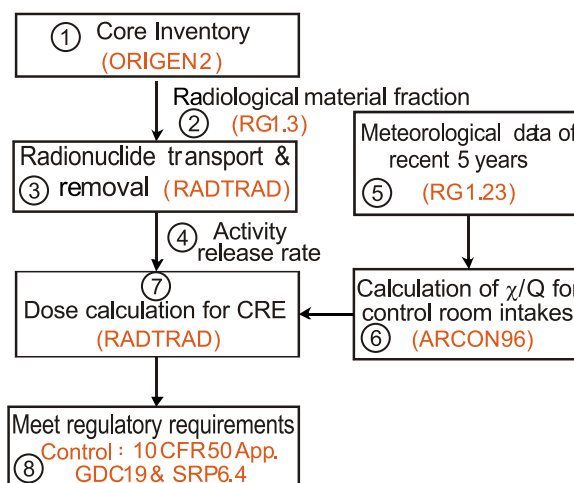 ① Core Inventory
(ORIGEN2)
Radiological material fraction
② (RG1.3)
Radionuclide transport &
③ removal (RADTRAD)
④ Activity
release rate
Meteorological data of
recent 5 years
⑤ (RG1.23)
Calculation of χ/Q for
control room intakes
⑥ (ARCON96)
⑦
Dose calculation for CRE
(RADTRAD)
Meet regulatory requirements
Control : 10 CFR50 App.
⑧ GDC19 & SRP6.4